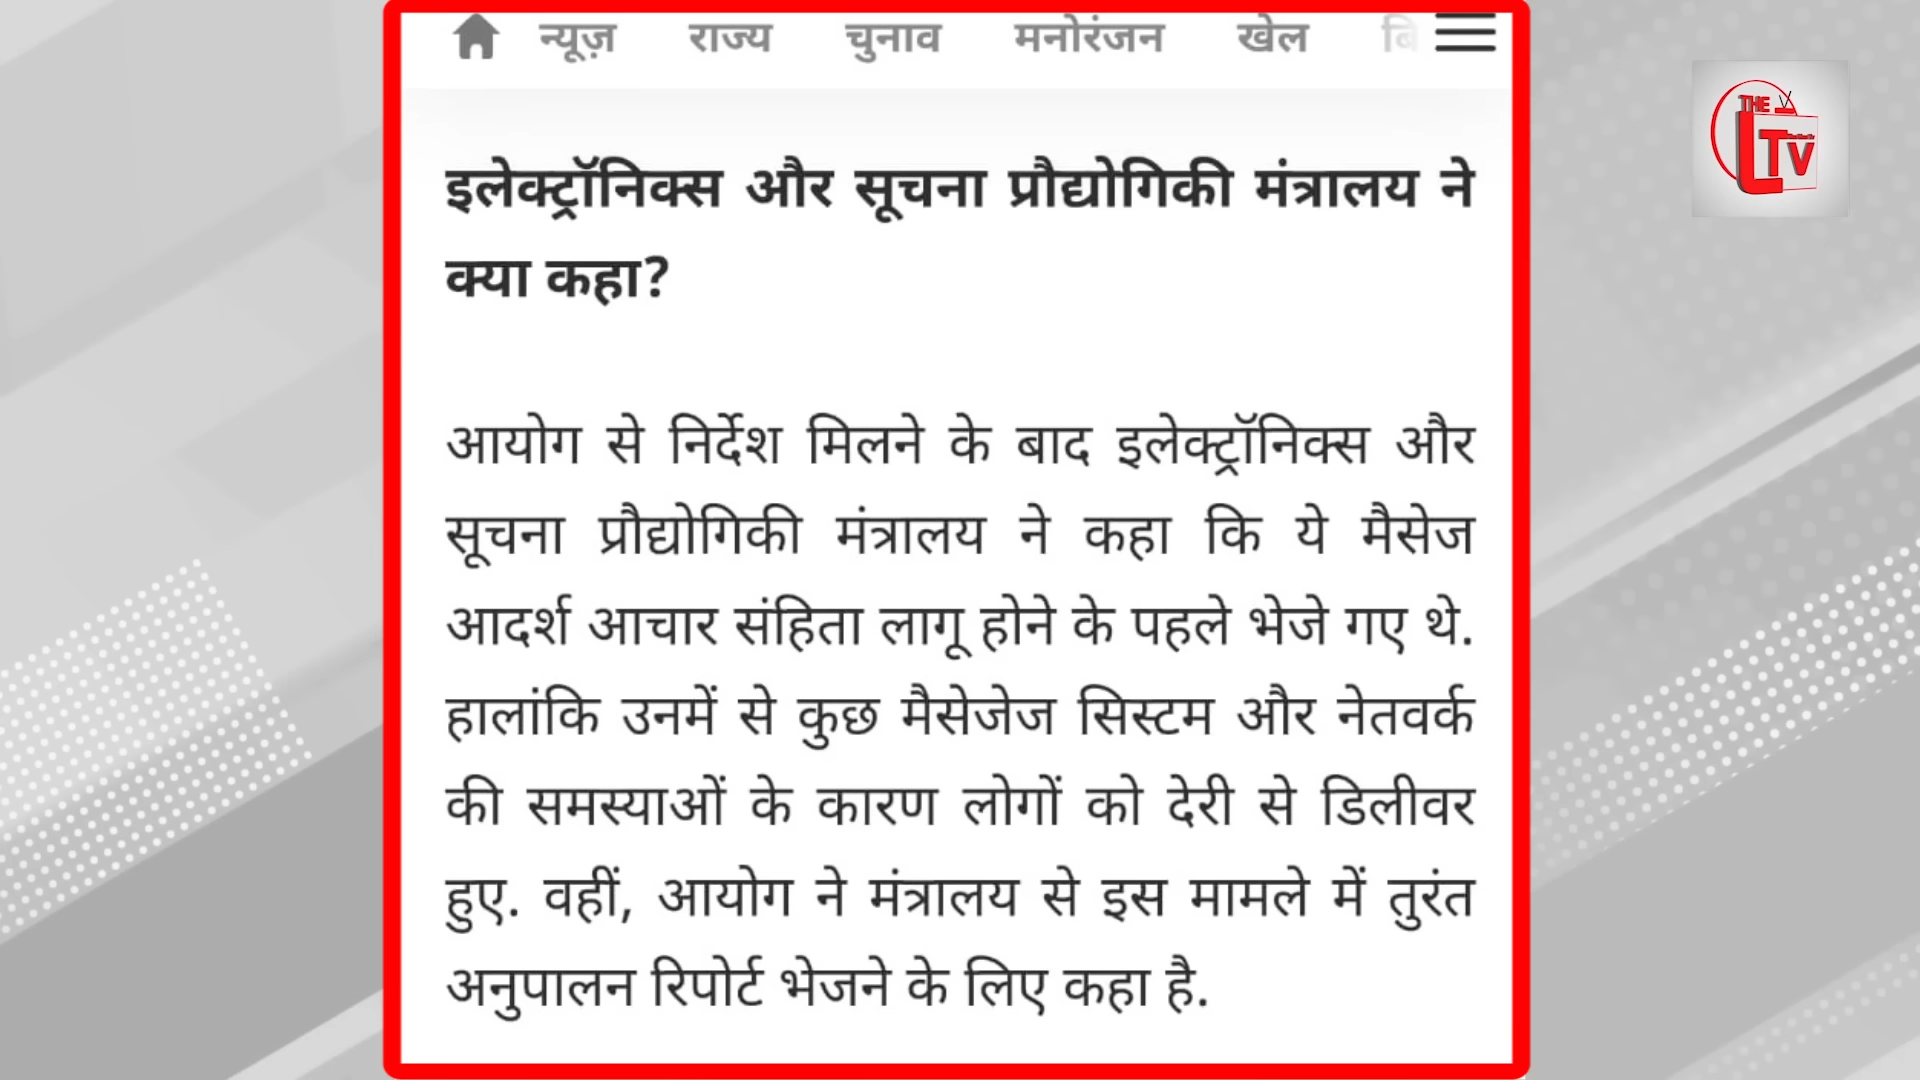 न्यूज़ राज्य चुनाव मनोरंजन खेल
THE
LTV
इलेक्ट्रॉनिक्स और सूचना प्रौद्योगिकी मंत्रालय ने
क्या कहा?
आयोग से निर्देश मिलने के बाद इलेक्ट्रॉनिक्स और
सूचना प्रौद्योगिकी मंत्रालय ने कहा कि ये मैसेज
आदर्श आचार संहिता लागू होने के पहले भेजे गए थे.
हालांकि उनमें से कुछ मैसेजेज सिस्टम और नेतवर्क
की समस्याओं के कारण लोगों को देरी से डिलीवर
हुए. वहीं, आयोग ने मंत्रालय से इस मामले में तुरंत
अनुपालन रिपोर्ट भेजने के लिए कहा है.